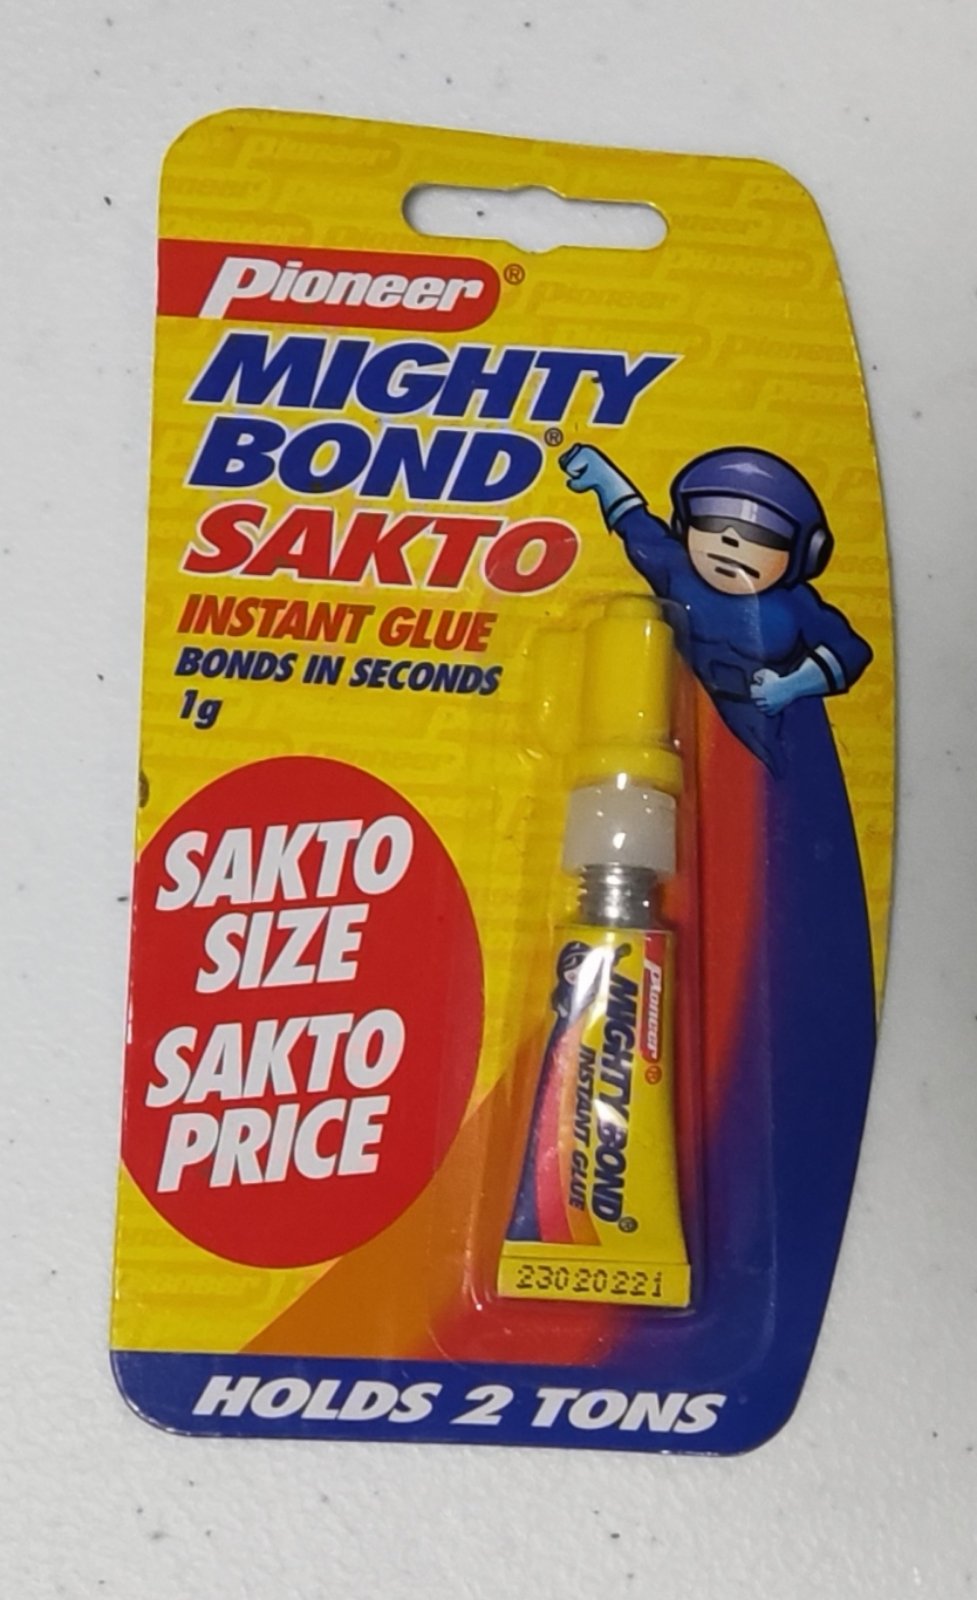 Pioneer®
MIGHTY
BOND®
SAKTO
INSTANT GLUE
BONDS IN SECONDS
1g
SAKTO
SIZE
SAKTO
PRICE
Pioneer®
MIGHTY BOND®
INSTANT GLUE
2302022i
HOLDS 2 TONS